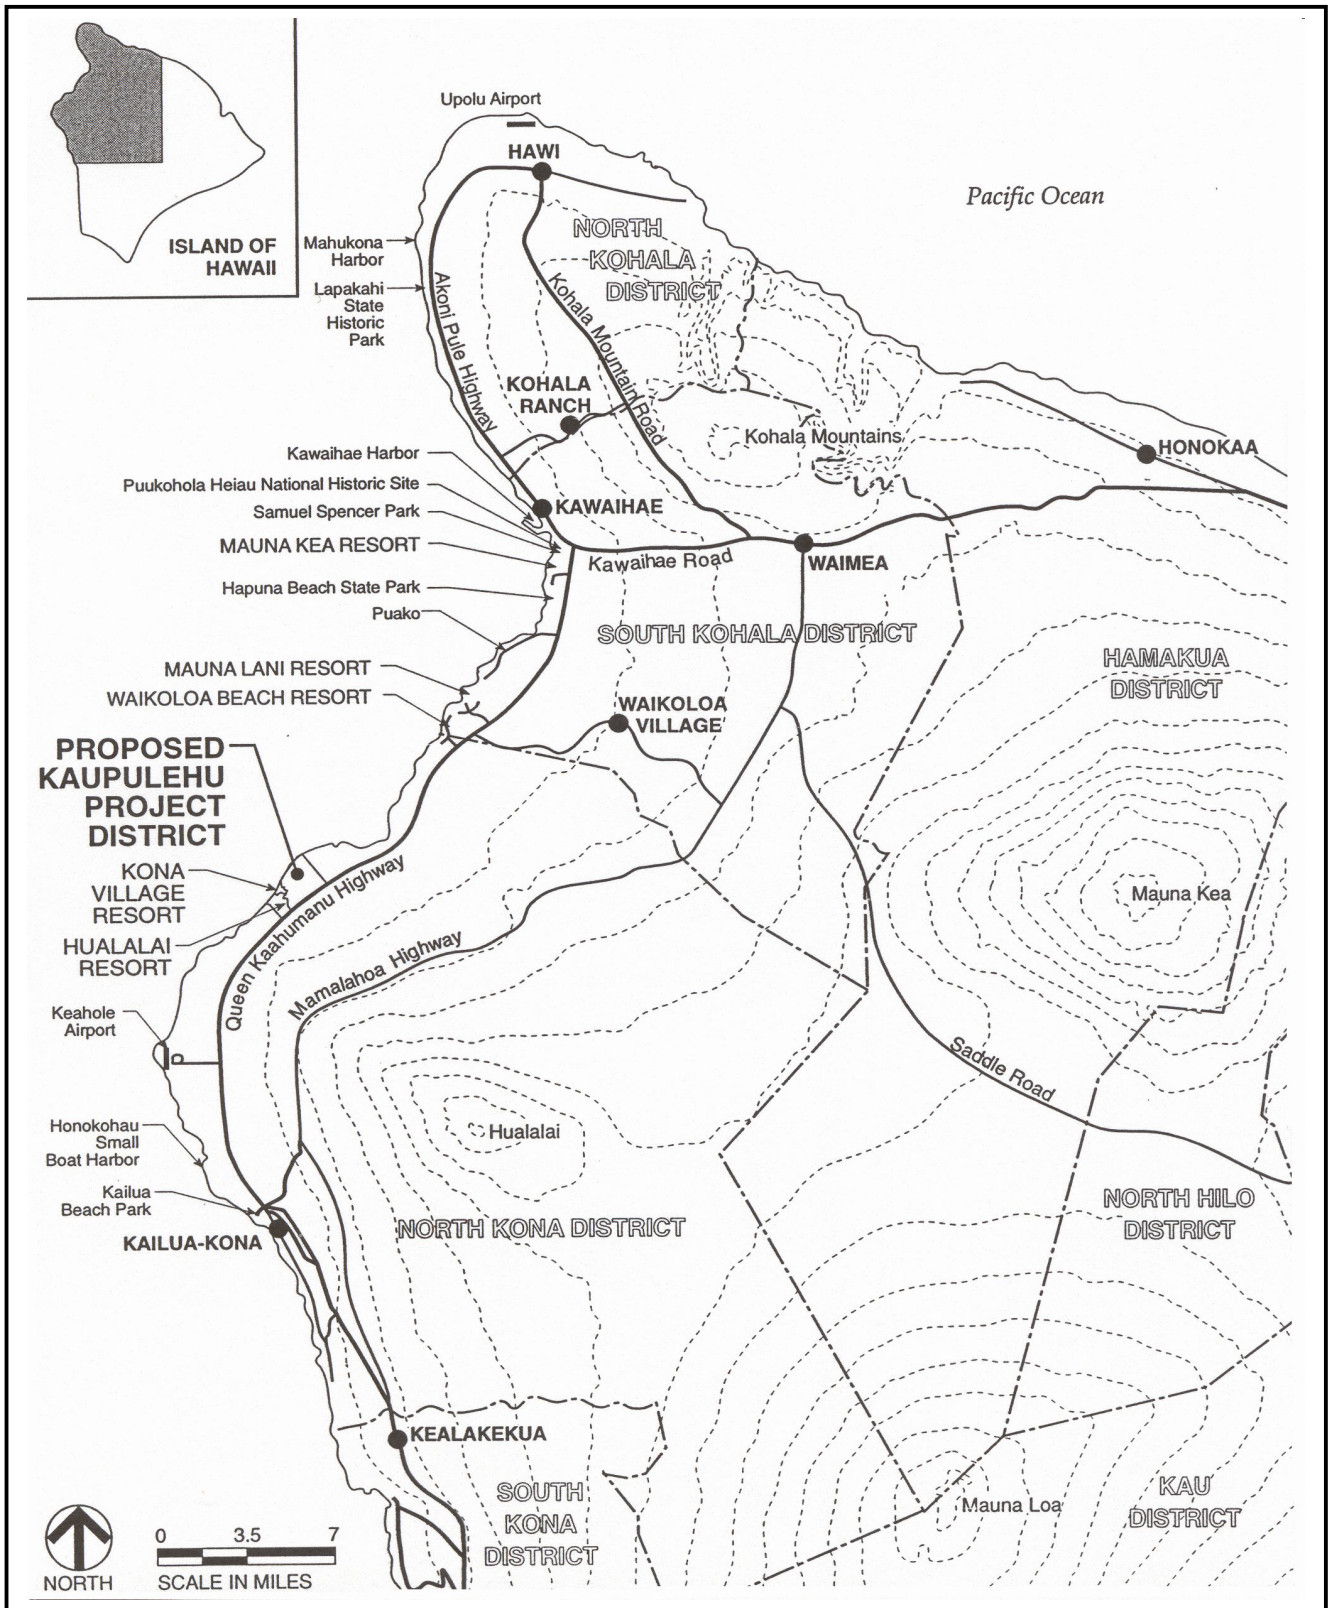 ISLAND OF
HAWAII
Upolu Airport
HAWI
Pacific Ocean
NORTH
KOHALA
DISTRICT
Mahukona
Harbor
Lapakahi
State
Historic
Park
Akoni Pule Highway
Kohala Mountain Road
KOHALA
RANCH
Kohala Mountains
HONOKAA
Kawaihae Harbor
Puukohola Heiau National Historic Site
Samuel Spencer Park
MAUNA KEA RESORT
Hapuna Beach State Park
Puako
KAWAIHAE
Kawaihae Road
WAIMEA
SOUTH KOHALA DISTRICT
HAMAKUA
DISTRICT
MAUNA LANI RESORT
WAIKOLOA BEACH RESORT
WAIKOLOA
VILLAGE
PROPOSED
KAUPULEHU
PROJECT
DISTRICT
KONA
VILLAGE
RESORT
HUALALAI
RESORT
Queen Kaahumanu Highway
Mamalahoa Highway
Mauna Kea
Keahole
Airport
Saddle Road
Hualalai
Honokohau
Small
Boat Harbor
Kailua
Beach Park
KAILUA-KONA
NORTH KONA DISTRICT
NORTH HILO
DISTRICT
KEALAKEKUA
SOUTH
KONA
DISTRICT
Mauna Loa
KAU
DISTRICT
NORTH
0 3.5 7
SCALE IN MILES